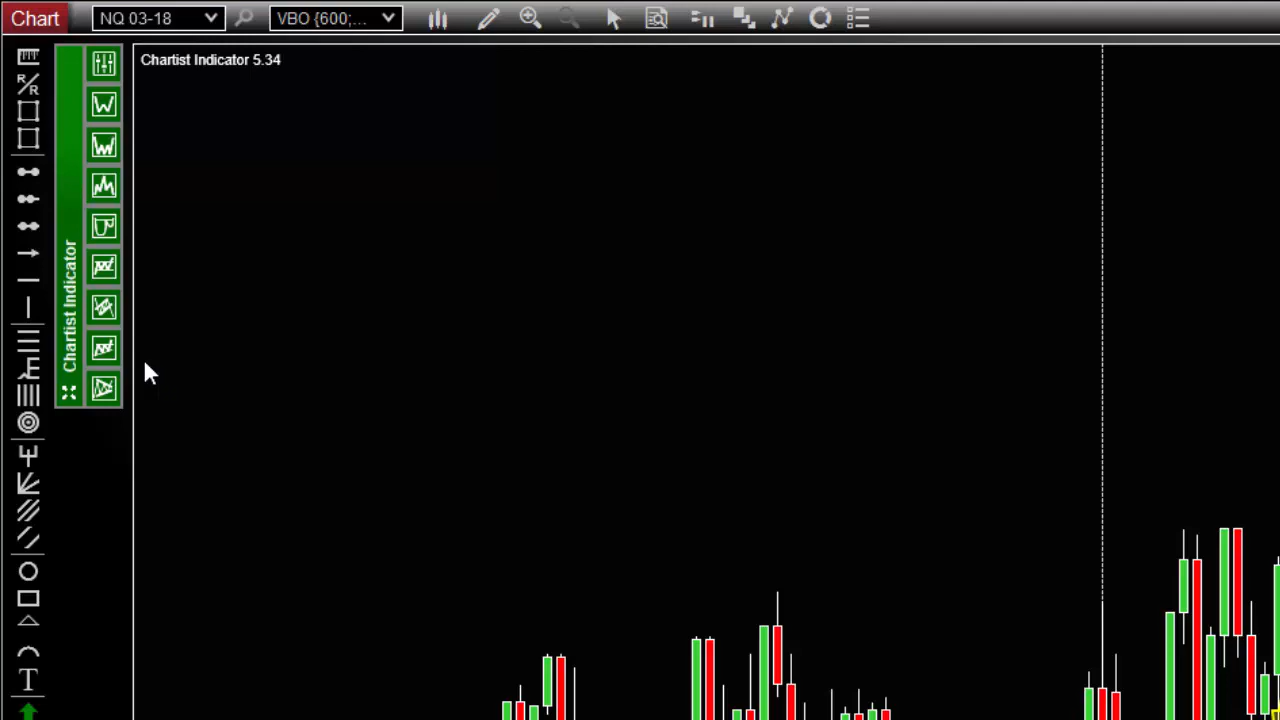 Chart
NQ 03-18
VBO {600;...
Chartist Indicator 5.34
R/R
Chartist Indicator
T